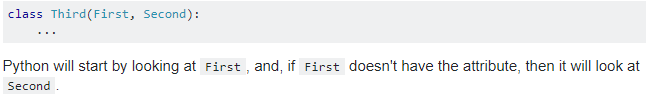 class Third(First, Second):
    ...
Python will start by looking at First, and, if First doesn't have the attribute, then it will look at
Second.